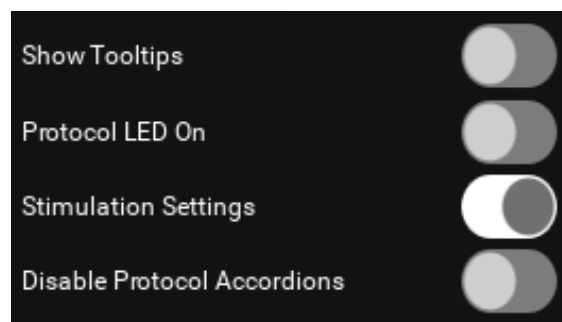 Show Tooltips
Protocol LED On
Stimulation Settings
Disable Protocol Accordions